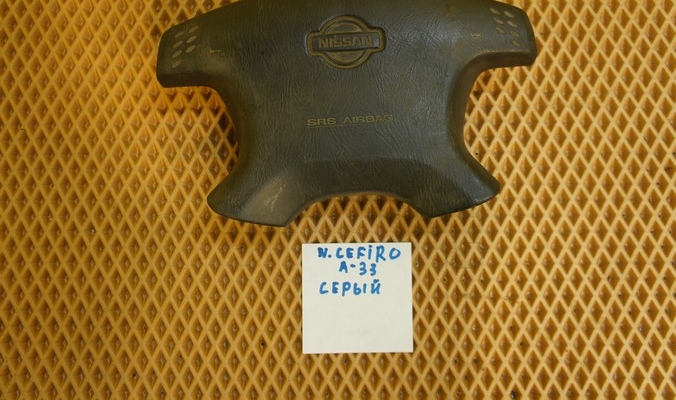 NISSAN
SRS AIRBAG
N. CEFIRO
A-33
СЕРЫЙ